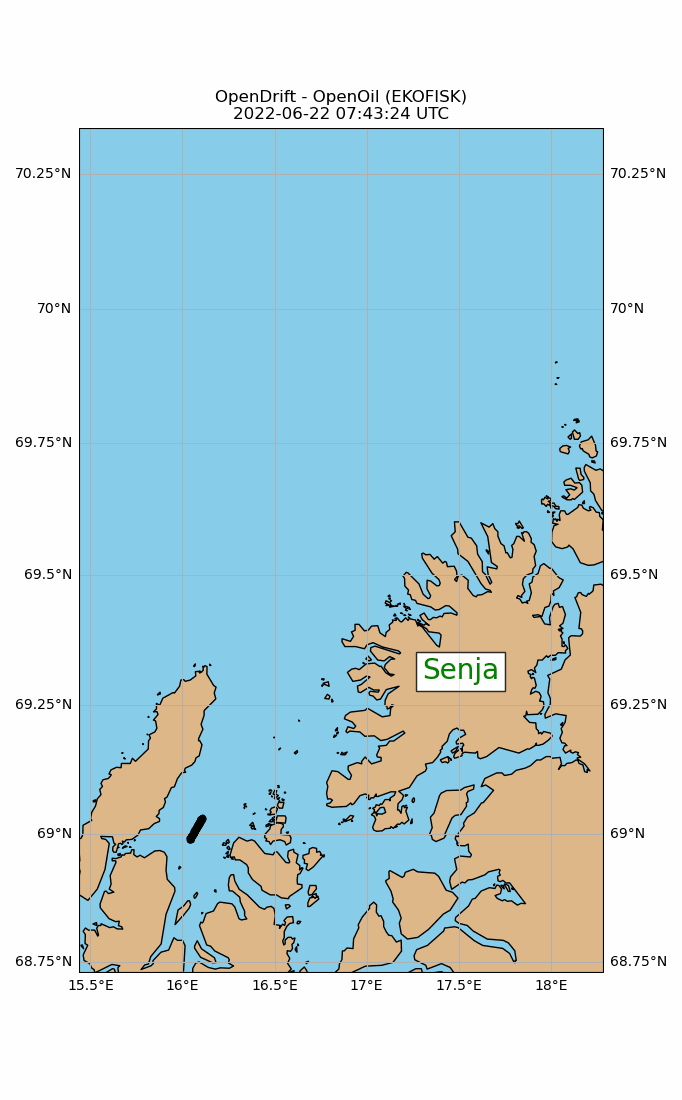 OpenDrift - OpenOil (EKOFISK)
2022-06-22 07:43:24 UTC
70.25°N 70.25°N
70°N 70°N
69.75°N 69.75°N
69.5°N 69.5°N
Senja
69.25°N 69.25°N
69°N 69°N
68.75°N 68.75°N
15.5°E 16°E 16.5°E 17°E 17.5°E 18°E